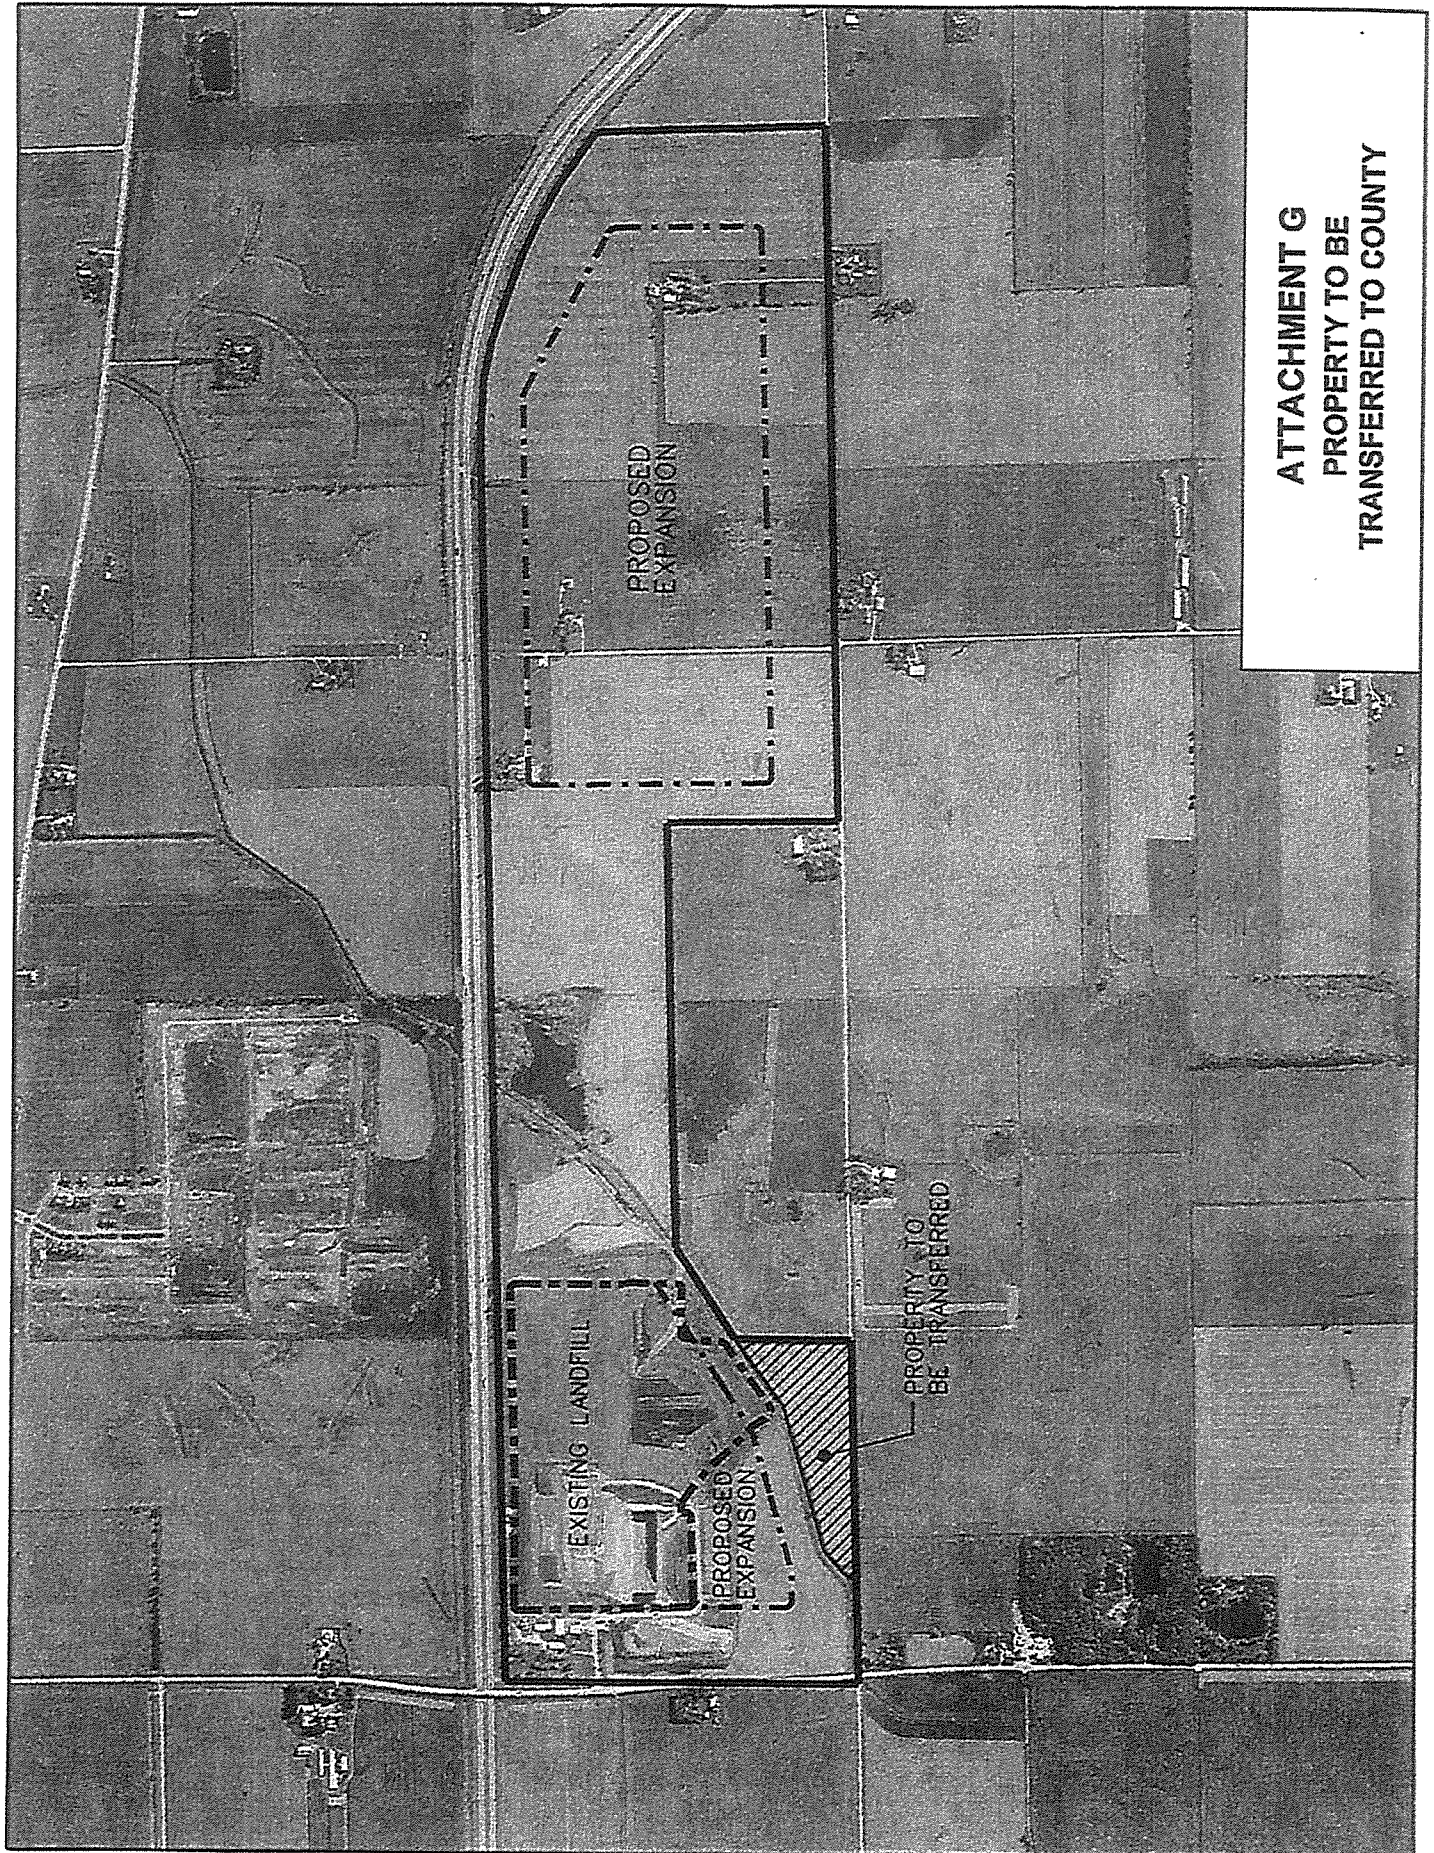 ATTACHMENT G
PROPERTY TO BE
TRANSFERRED TO COUNTY
PROPOSED
EXPANSION
EXISTING LANDFILL
PROPOSED
EXPANSION
PROPERTY TO
BE TRANSFERRED